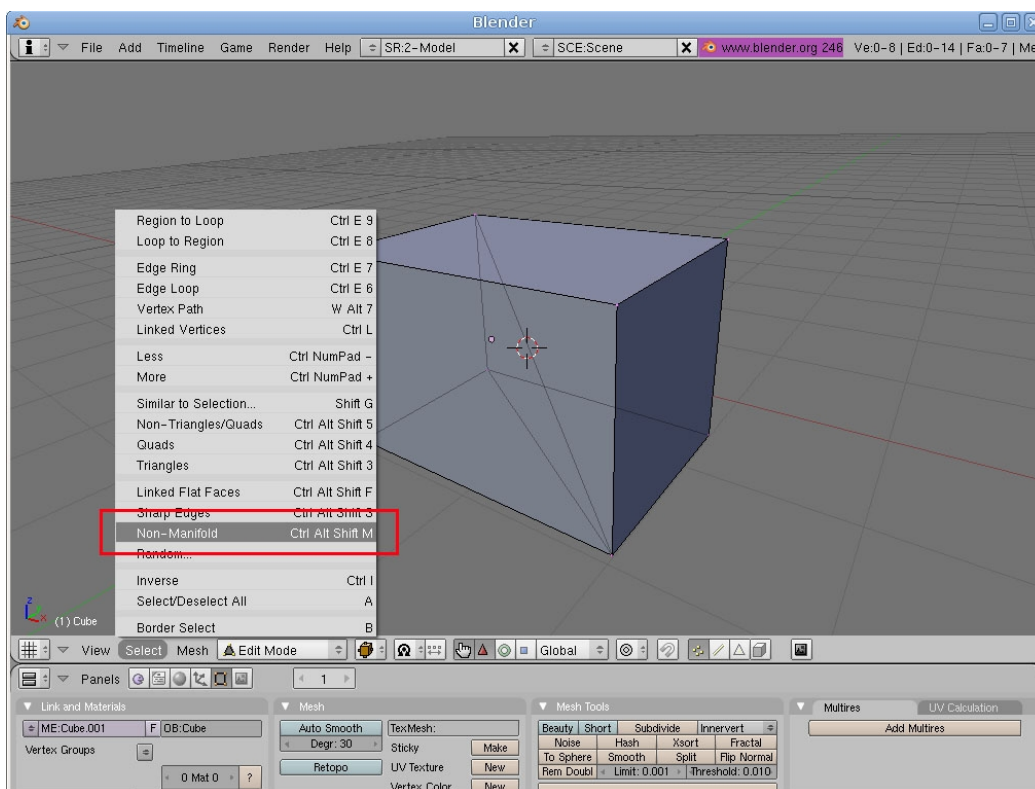 Blender
File Add Timeline Game Render Help SR:2-Model X SCE:Scene X www.blender.org 246 Ve:0-8 | Ed:0-14 | Fa:0-7 | Me
Region to Loop Ctrl E 9
Loop to Region Ctrl E 8
Edge Ring Ctrl E 7
Edge Loop Ctrl E 6
Vertex Path W Alt 7
Linked Vertices Ctrl L
Less Ctrl NumPad -
More Ctrl NumPad +
Similar to Selection... Shift G
Non-Triangles/Quads Ctrl Alt Shift 5
Quads Ctrl Alt Shift 4
Triangles Ctrl Alt Shift 3
Linked Flat Faces Ctrl Alt Shift F
Sharp Edges Ctrl Alt Shift S
Non-Manifold Ctrl Alt Shift M
Random...
Inverse Ctrl I
Select/Deselect All A
Border Select B
z
x (1) Cube
View Select Mesh Edit Mode Global
Panels 1
Link and Materials Mesh Mesh Tools Multires UV Calculation
ME:Cube.001 F OB:Cube Auto Smooth TexMesh: Beauty Short Subdivide Innervert Add Multires
Vertex Groups Degr: 30 Sticky Make Noise Hash Xsort Fractal
To Sphere Smooth Split Flip Normal
0 Mat 0 ? Retopo UV Texture New Rem Doubl Limit: 0.001 Threshold: 0.010
Vertex Color New